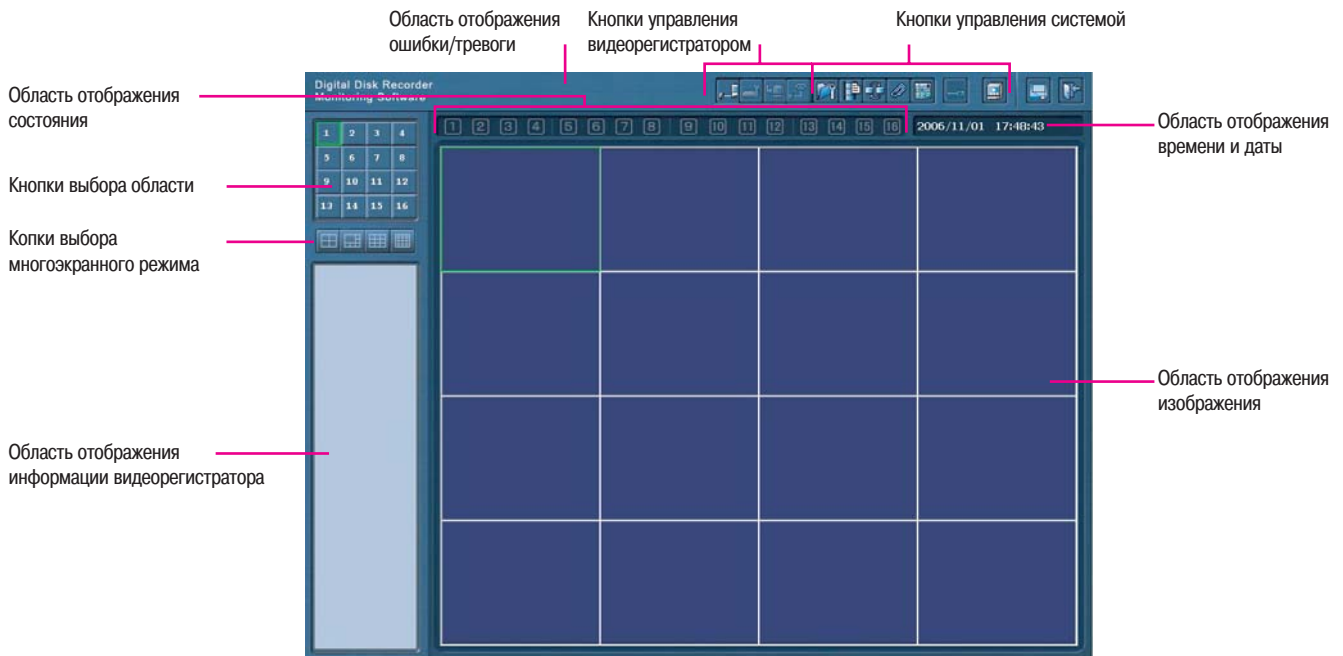 Область отображения
ошибки/тревоги
Кнопки управления
видеорегистратором
Кнопки управления системой
Область отображения
состояния
Кнопки выбора области
Копки выбора
многоэкранного режима
Область отображения
информации видеорегистратора
Digital Disk Recorder
Monitoring Software
1 2 3 4
5 6 7 8
9 10 11 12
13 14 15 16
1 2 3 4 5 6 7 8 9 10 11 12 13 14 15 16
2006/11/01 17:48:43
Область отображения
времени и даты
Область отображения
изображения